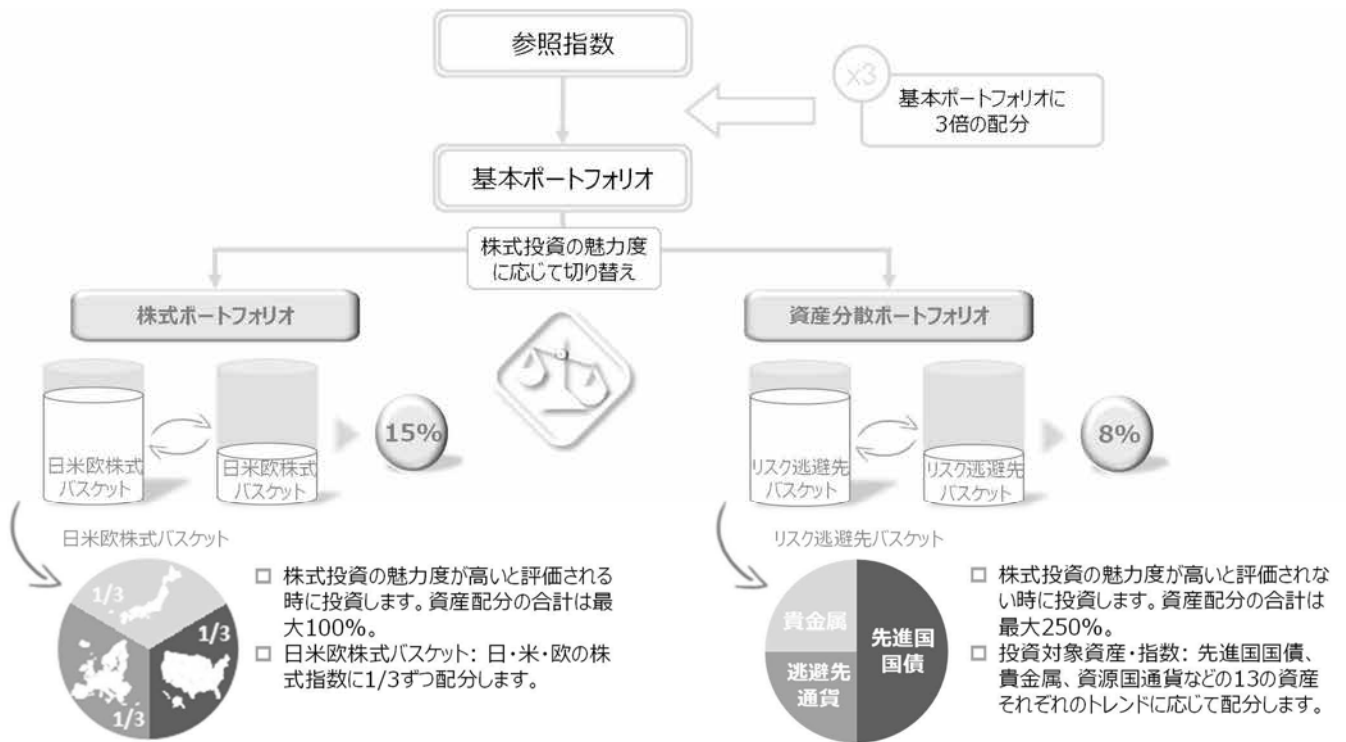 参照指数
x3
基本ポートフォリオに
3倍の配分
基本ポートフォリオ
株式投資の魅力度
に応じて切り替え
株式ポートフォリオ
資産分散ポートフォリオ
日米欧株式
バスケット
日米欧株式
バスケット
15%
リスク逃避先
バスケット
リスク逃避先
バスケット
8%
日米欧株式バスケット
1/3
1/3
1/3
□ 株式投資の魅力度が高いと評価される
時に投資します。資産配分の合計は最
大100%。
□ 日米欧株式バスケット: 日・米・欧の株
式指数に1/3ずつ配分します。
リスク逃避先バスケット
貴金属
先進国
国債
逃避先
通貨
□ 株式投資の魅力度が高いと評価されな
い時に投資します。資産配分の合計は
最大250%。
□ 投資対象資産・指数: 先進国国債、
貴金属、資源国通貨などの13の資産
それぞれのトレンドに応じて配分します。